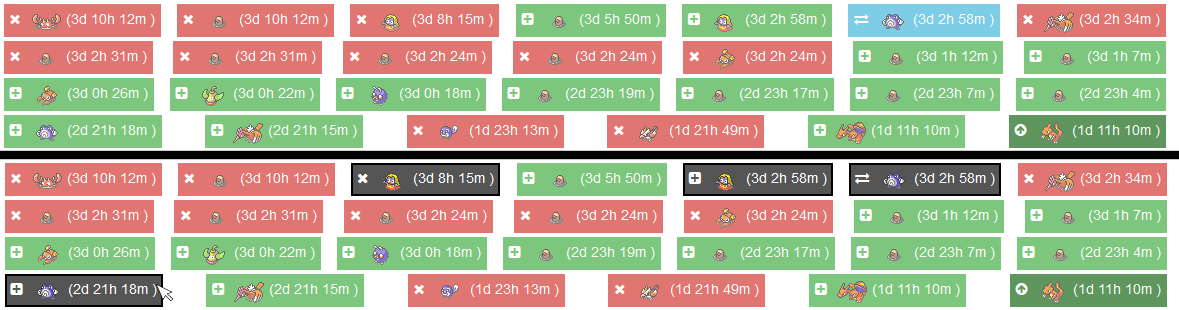 (3d 10h 12m ) (3d 10h 12m ) (3d 8h 15m ) (3d 5h 50m ) (3d 2h 58m ) (3d 2h 58m ) (3d 2h 34m )
(3d 2h 31m ) (3d 2h 31m ) (3d 2h 24m ) (3d 2h 24m ) (3d 2h 24m ) (3d 1h 12m ) (3d 1h 7m )
(3d 0h 26m ) (3d 0h 22m ) (3d 0h 18m ) (2d 23h 19m ) (2d 23h 17m ) (2d 23h 7m ) (2d 23h 4m )
(2d 21h 18m ) (2d 21h 15m ) (1d 23h 13m ) (1d 21h 49m ) (1d 11h 10m ) (1d 11h 10m )
(3d 10h 12m ) (3d 10h 12m ) (3d 8h 15m ) (3d 5h 50m ) (3d 2h 58m ) (3d 2h 58m ) (3d 2h 34m )
(3d 2h 31m ) (3d 2h 31m ) (3d 2h 24m ) (3d 2h 24m ) (3d 2h 24m ) (3d 1h 12m ) (3d 1h 7m )
(3d 0h 26m ) (3d 0h 22m ) (3d 0h 18m ) (2d 23h 19m ) (2d 23h 17m ) (2d 23h 7m ) (2d 23h 4m )
(2d 21h 18m ) (2d 21h 15m ) (1d 23h 13m ) (1d 21h 49m ) (1d 11h 10m ) (1d 11h 10m )